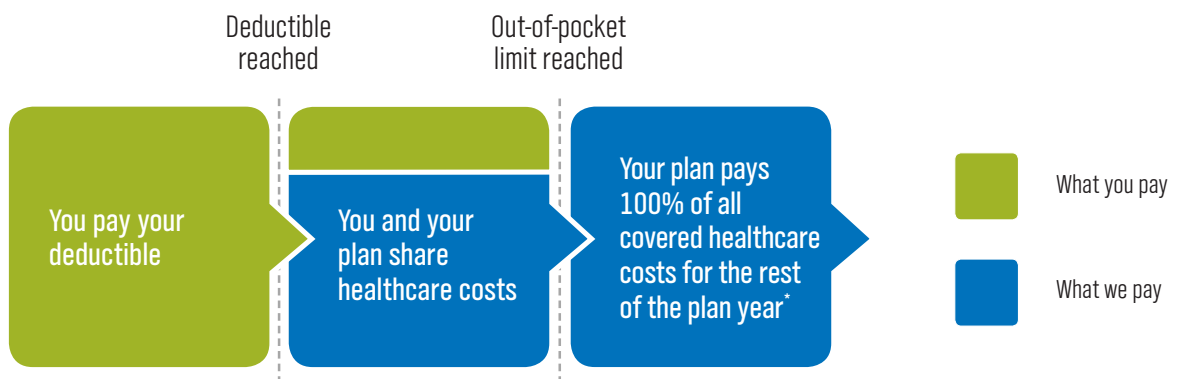 Deductible
reached
Out-of-pocket
limit reached
You pay your
deductible
You and your
plan share
healthcare costs
Your plan pays
100% of all
covered healthcare
costs for the rest
of the plan year*
What you pay
What we pay